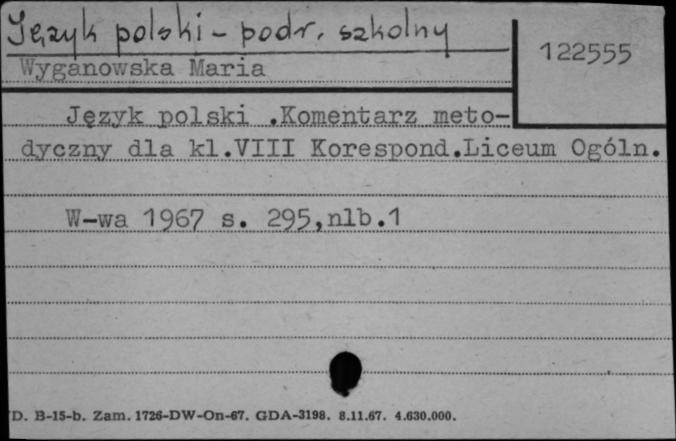 Język polski – podr. szkolny
122555
Wyganowska Maria
Język polski .Komentarz meto-
dyczny dla kl.VIII Korespond.Liceum Ogóln.
W-wa 1967 s. 295,nlb.1
D. B-15-b. Zam. 1726-DW-On-67. GDA-3198. 8.11.67. 4.630.000.